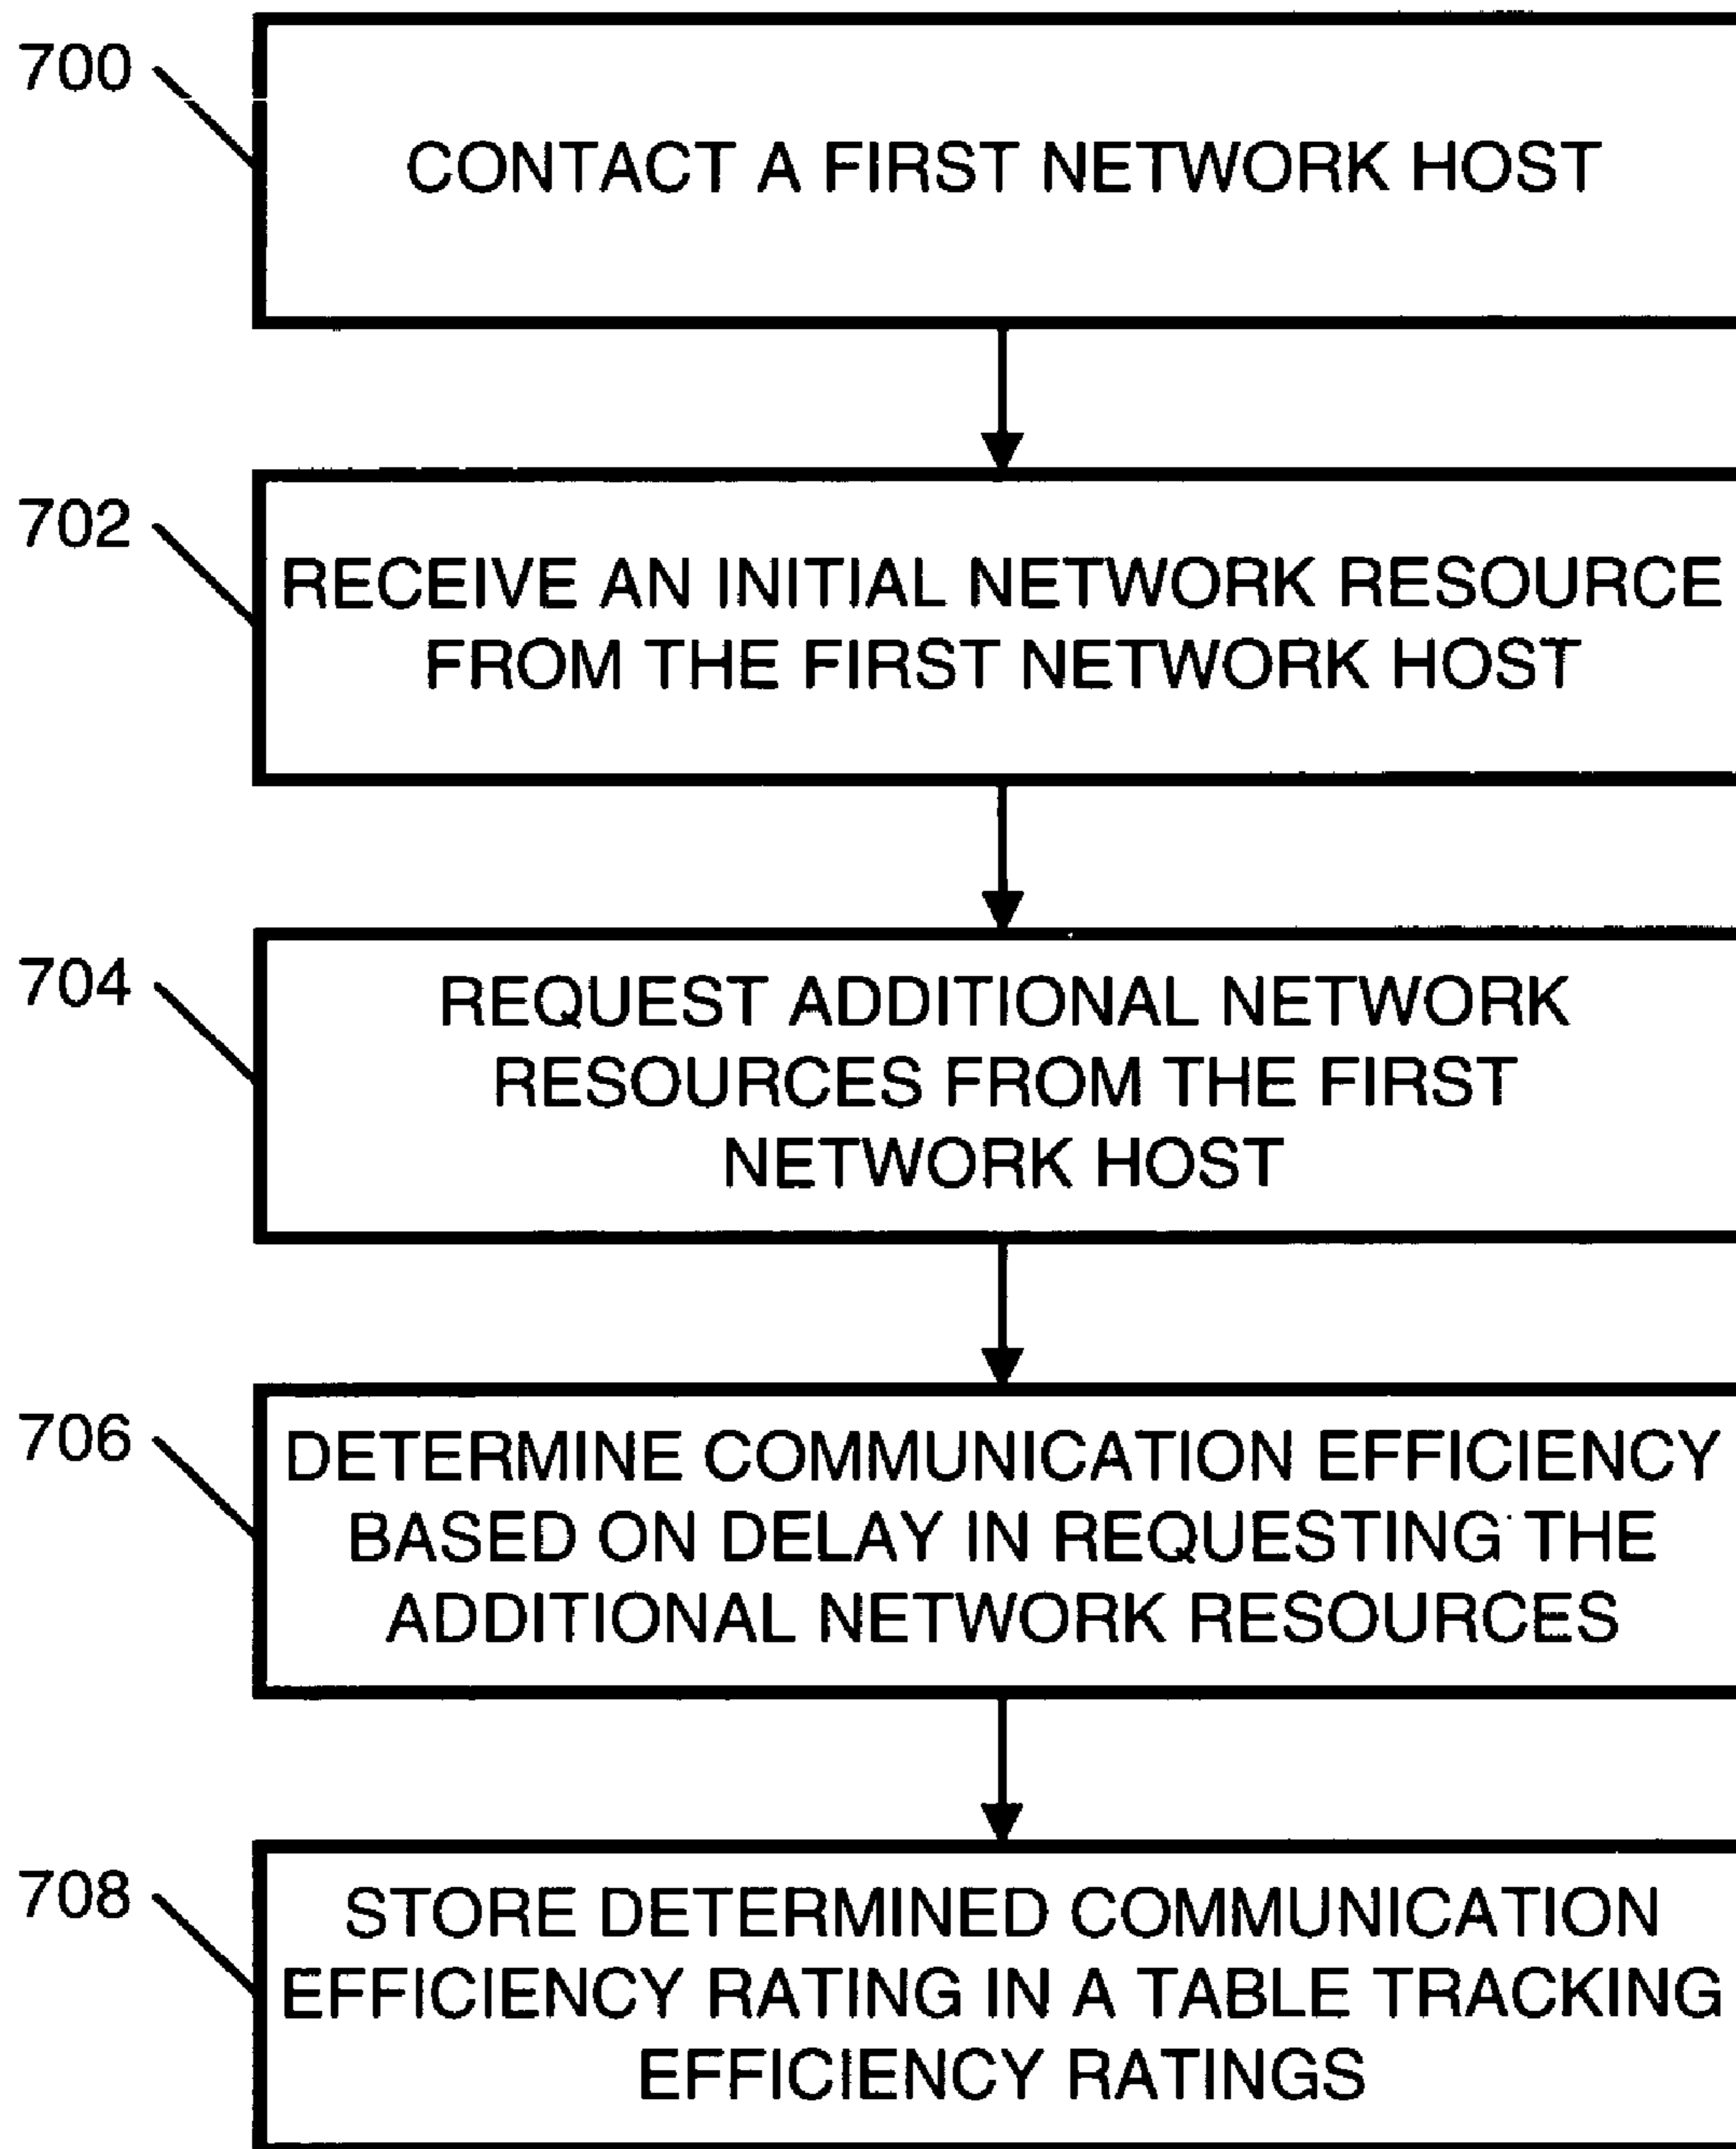 700
CONTACT A FIRST NETWORK HOST
702
RECEIVE AN INITIAL NETWORK RESOURCE
FROM THE FIRST NETWORK HOST
704
REQUEST ADDITIONAL NETWORK
RESOURCES FROM THE FIRST
NETWORK HOST
706
DETERMINE COMMUNICATION EFFICIENCY
BASED ON DELAY IN REQUESTING THE
ADDITIONAL NETWORK RESOURCES
708
STORE DETERMINED COMMUNICATION
EFFICIENCY RATING IN A TABLE TRACKING
EFFICIENCY RATINGS